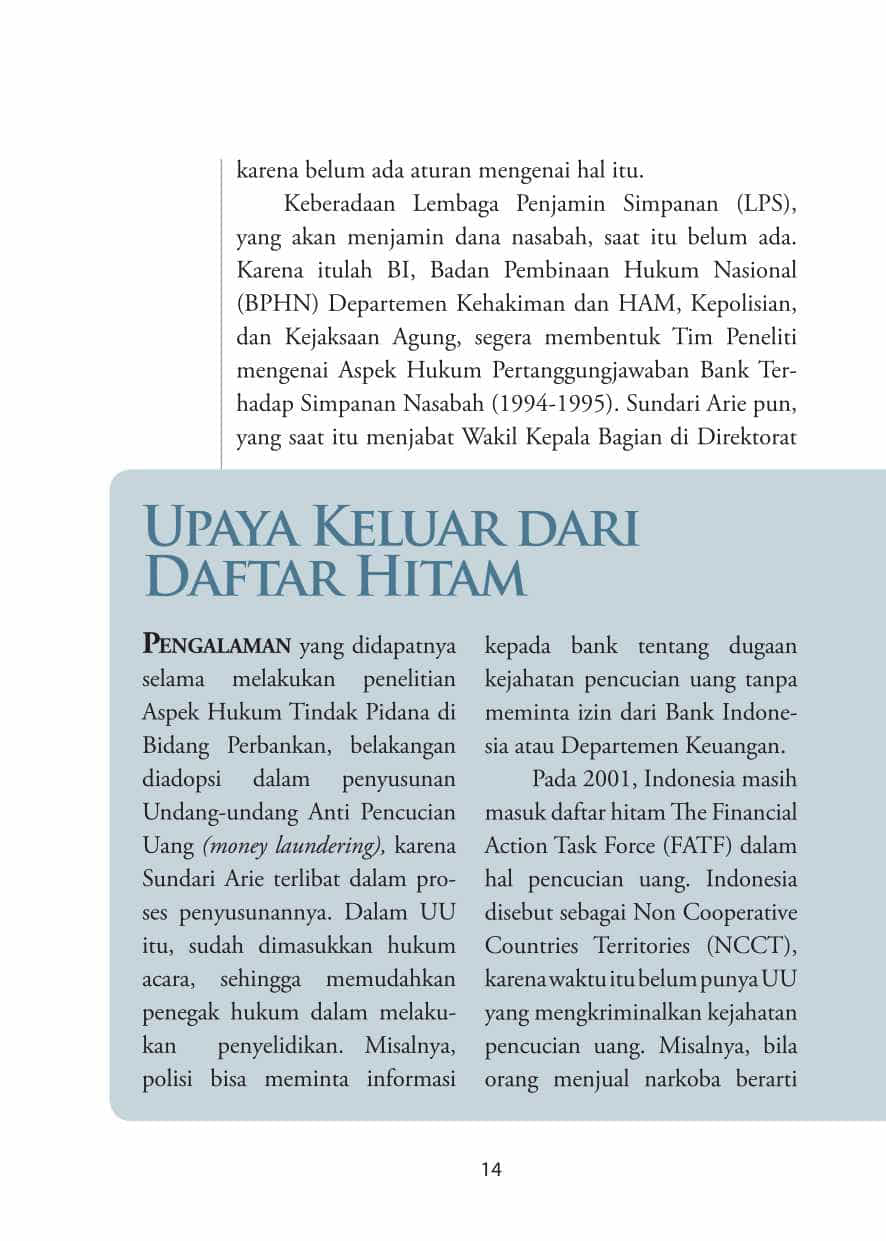 karena belum ada aturan mengenai hal itu.
Keberadaan Lembaga Penjamin Simpanan (LPS),
yang akan menjamin dana nasabah, saat itu belum ada.
Karena itulah BI, Badan Pembinaan Hukum Nasional
(BPHN) Departemen Kehakiman dan HAM, Kepolisian,
dan Kejaksaan Agung, segera membentuk Tim Peneliti
mengenai Aspek Hukum Pertanggungjawaban Bank Ter-
hadap Simpanan Nasabah (1994-1995). Sundari Arie pun,
yang saat itu menjabat Wakil Kepala Bagian di Direktorat
UPAYA KELUAR DARI
DAFTAR HITAM
PENGALAMAN yang didapatnya
selama melakukan penelitian
Aspek Hukum Tindak Pidana di
Bidang Perbankan, belakangan
diadopsi dalam penyusunan
Undang-undang Anti Pencucian
Uang (money laundering), karena
Sundari Arie terlibat dalam pro-
ses penyusunannya. Dalam UU
itu, sudah dimasukkan hukum
acara, sehingga memudahkan
penegak hukum dalam melaku-
kan penyelidikan. Misalnya,
polisi bisa meminta informasi
kepada bank tentang dugaan
kejahatan pencucian uang tanpa
meminta izin dari Bank Indone-
sia atau Departemen Keuangan.
Pada 2001, Indonesia masih
masuk daftar hitam The Financial
Action Task Force (FATF) dalam
hal pencucian uang. Indonesia
disebut sebagai Non Cooperative
Countries Territories (NCCT),
karena waktu itu belum punya UU
yang mengkriminalkan kejahatan
pencucian uang. Misalnya, bila
orang menjual narkoba berarti
14